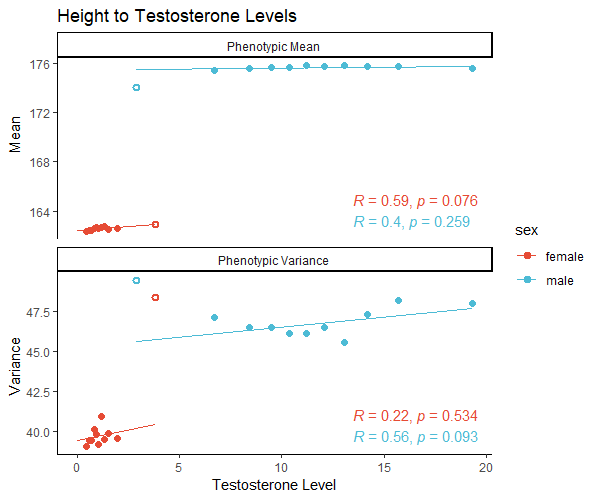 Height to Testosterone Levels
Phenotypic Mean
176
172
168
164
Mean
R = 0.59, p = 0.076
R = 0.4, p = 0.259
sex
female
male
Phenotypic Variance
47.5
45.0
42.5
40.0
Variance
R = 0.22, p = 0.534
R = 0.56, p = 0.093
0 5 10 15 20
Testosterone Level